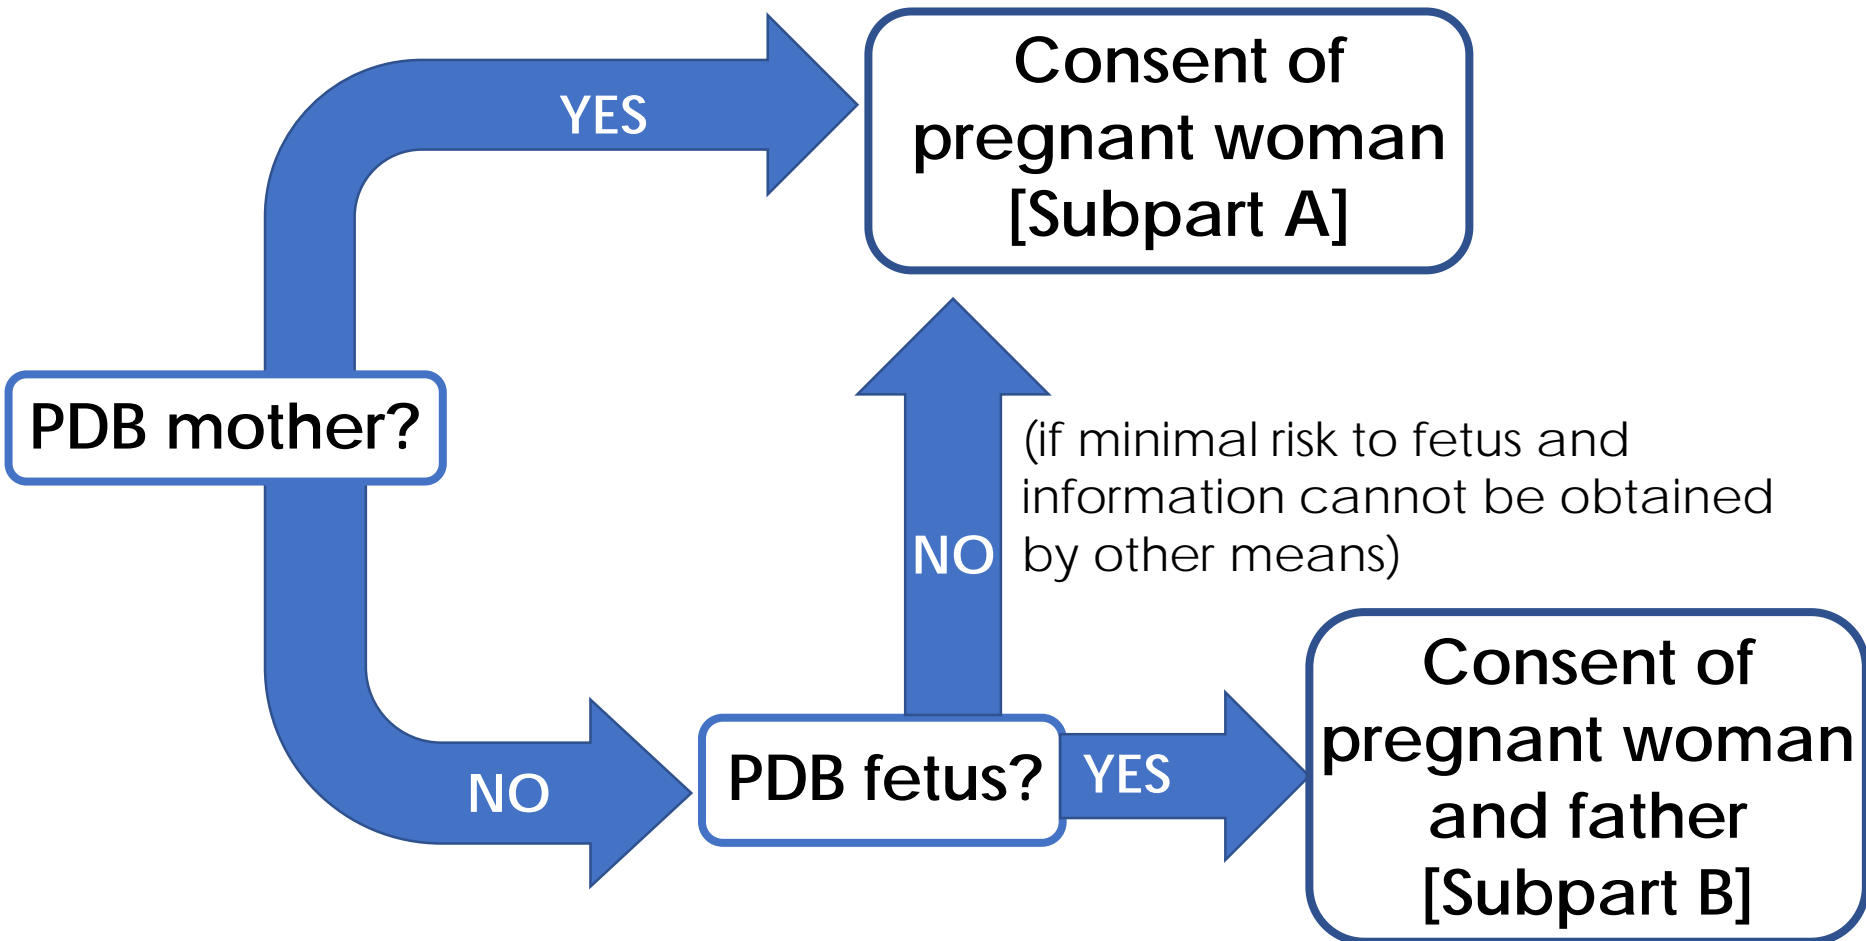 YES
Consent of
pregnant woman
[Subpart A]
PDB mother?
(if minimal risk to fetus and
information cannot be obtained
by other means)
NO
NO
PDB fetus?
YES
Consent of
pregnant woman
and father
[Subpart B]